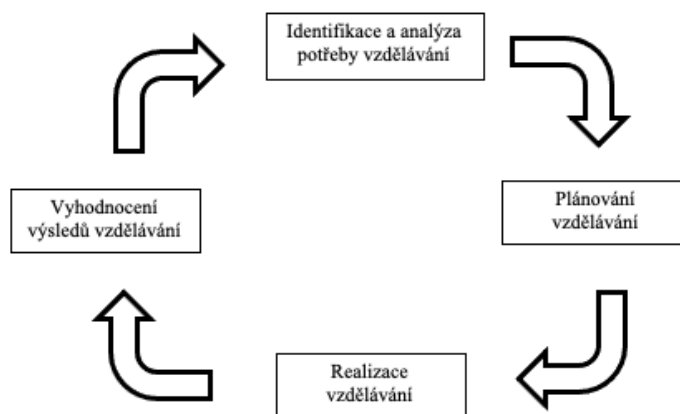 Identifikace a analýza
potřeby vzdělávání
Plánování
vzdělávání
Realizace
vzdělávání
Vyhodnocení
výsledů vzdělávání